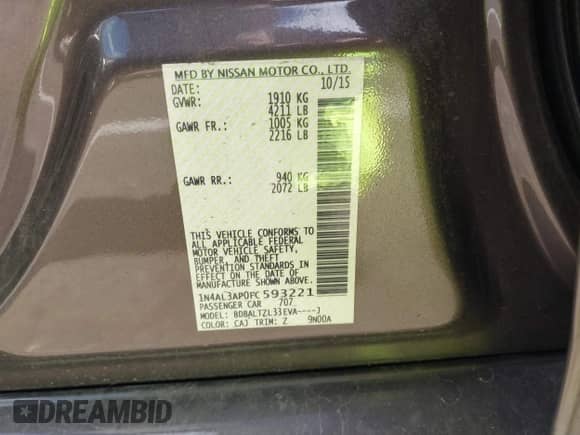 MFD BY NISSAN MOTOR CO., LTD.
DATE: 10/15
GVWR: 1910 KG
4211 LB
GAWR FR.: 1005 KG
2216 LB
GAWR RR.: 940 KG
2072 LB
THIS VEHICLE CONFORMS TO
ALL APPLICABLE FEDERAL
MOTOR VEHICLE SAFETY,
BUMPER, AND THEFT
PREVENTION STANDARDS IN
EFFECT ON THE DATE OF
MANUFACTURE SHOWN ABOVE
1N4AL3AP0FC593221
PASSENGER CAR 707
MODEL: BDBALTZL33EVA----J
COLOR: CAJ TRIM: Z 9N00A
DREAMBID